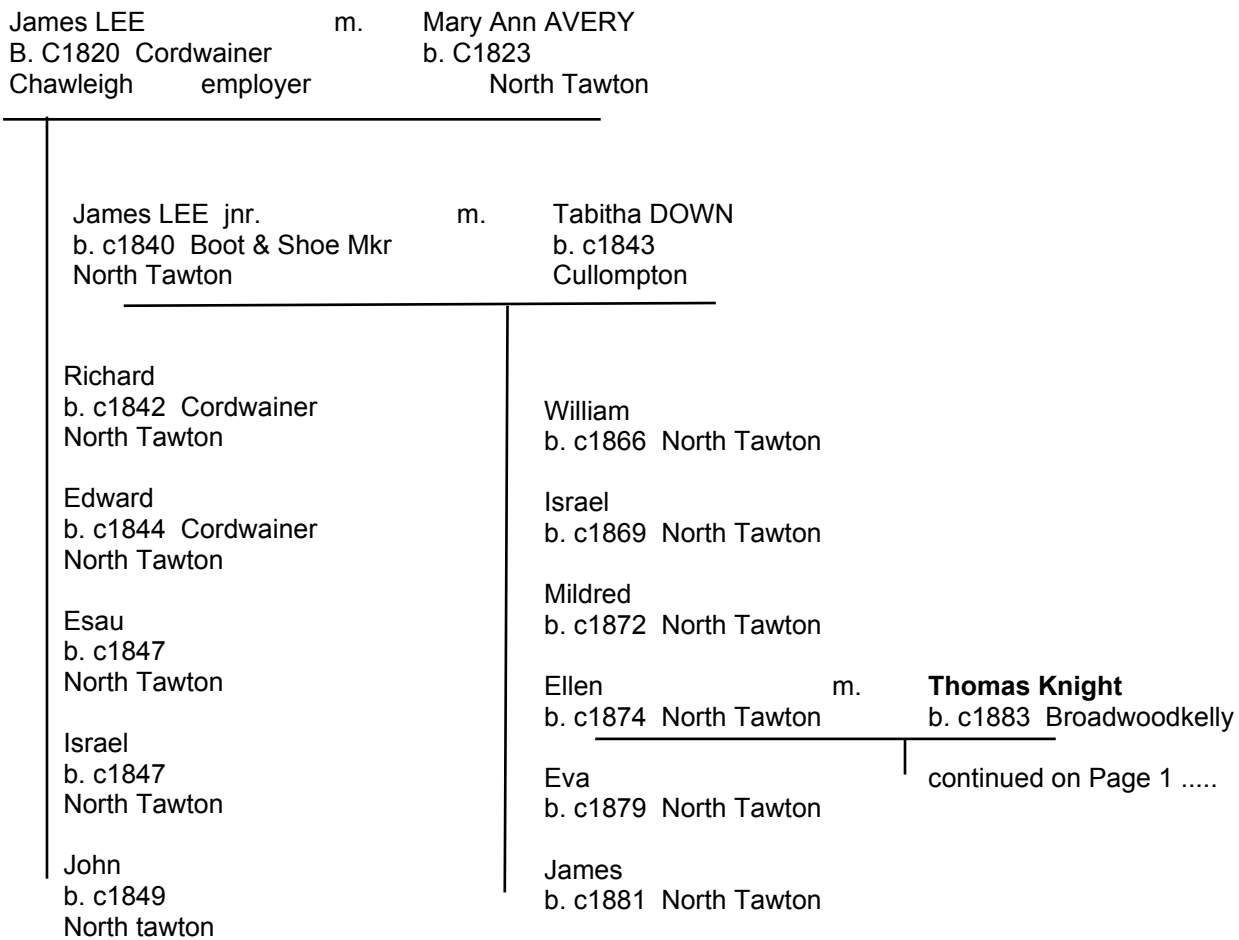 James LEE m. Mary Ann AVERY
B. C1820 Cordwainer b. C1823
Chawleigh employer North Tawton
James LEE jnr. m. Tabitha DOWN
b. c1840 Boot & Shoe Mkr b. c1843
North Tawton Cullompton
Richard
b. c1842 Cordwainer
North Tawton
Edward
b. c1844 Cordwainer
North Tawton
Esau
b. c1847
North Tawton
Israel
b. c1847
North Tawton
John
b. c1849
North tawton
William
b. c1866 North Tawton
Israel
b. c1869 North Tawton
Mildred
b. c1872 North Tawton
Ellen m. Thomas Knight
b. c1874 North Tawton b. c1883 Broadwoodkelly
continued on Page 1 .....
Eva
b. c1879 North Tawton
James
b. c1881 North Tawton